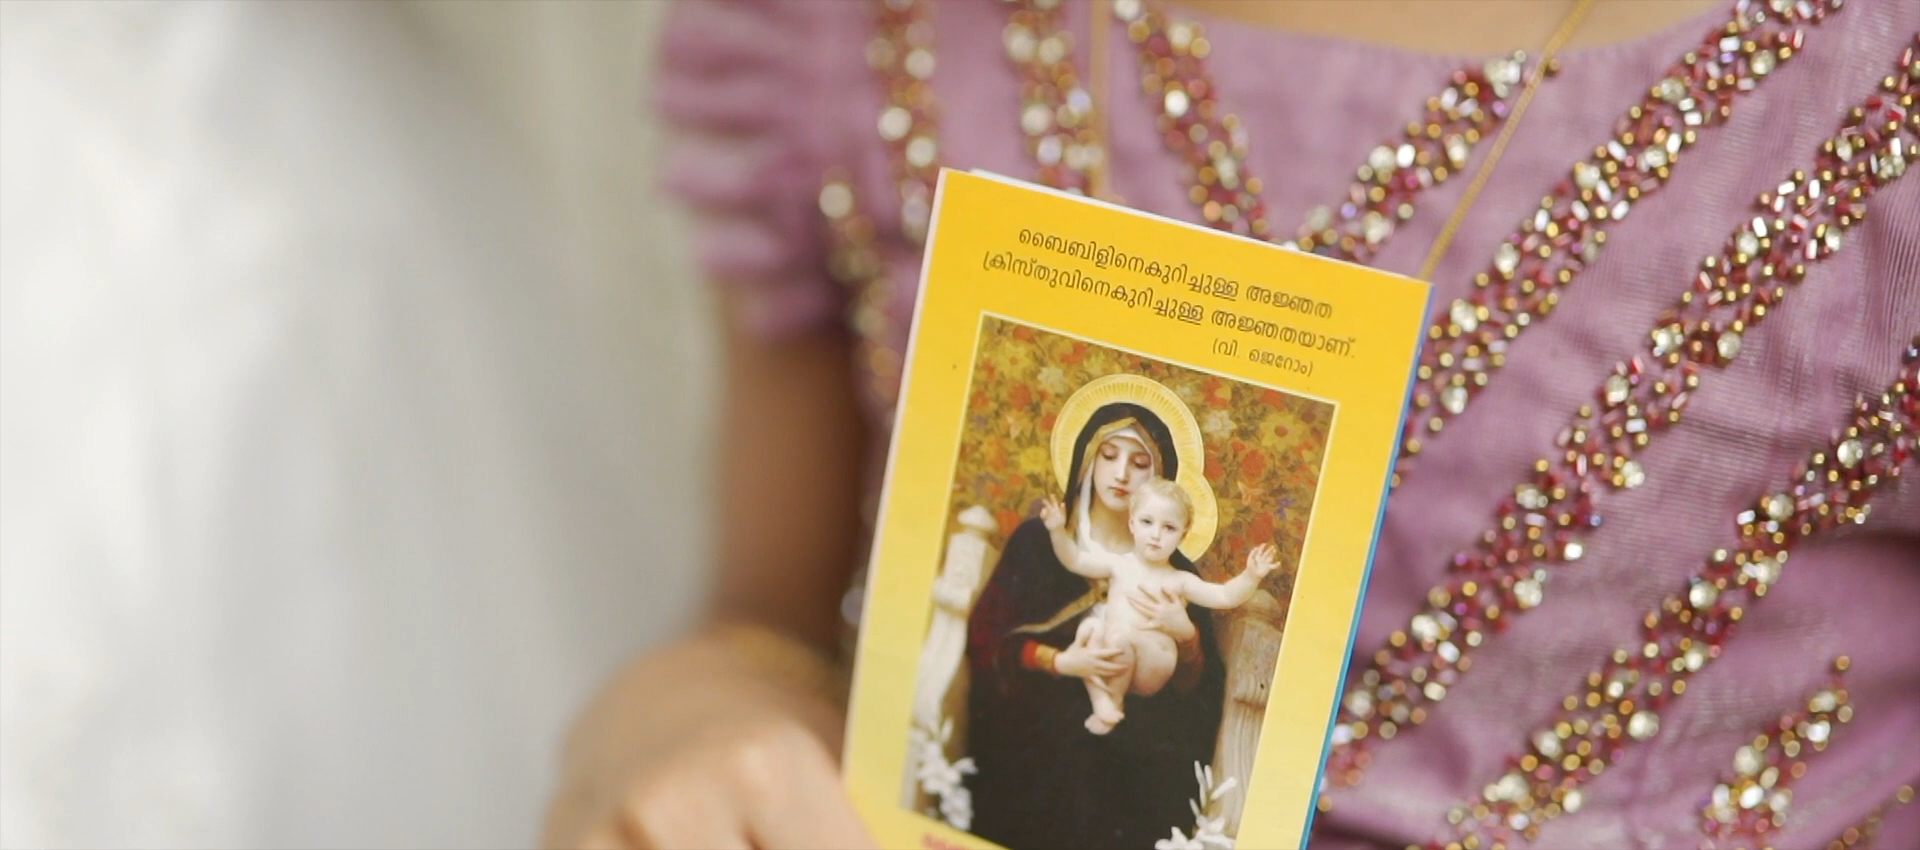 ബൈബിളിനെകുറിച്ചുള്ള അജ്ഞത
ക്രിസ്തുവിനെകുറിച്ചുള്ള അജ്ഞതയാണ്.
(വി. ജെറോം)